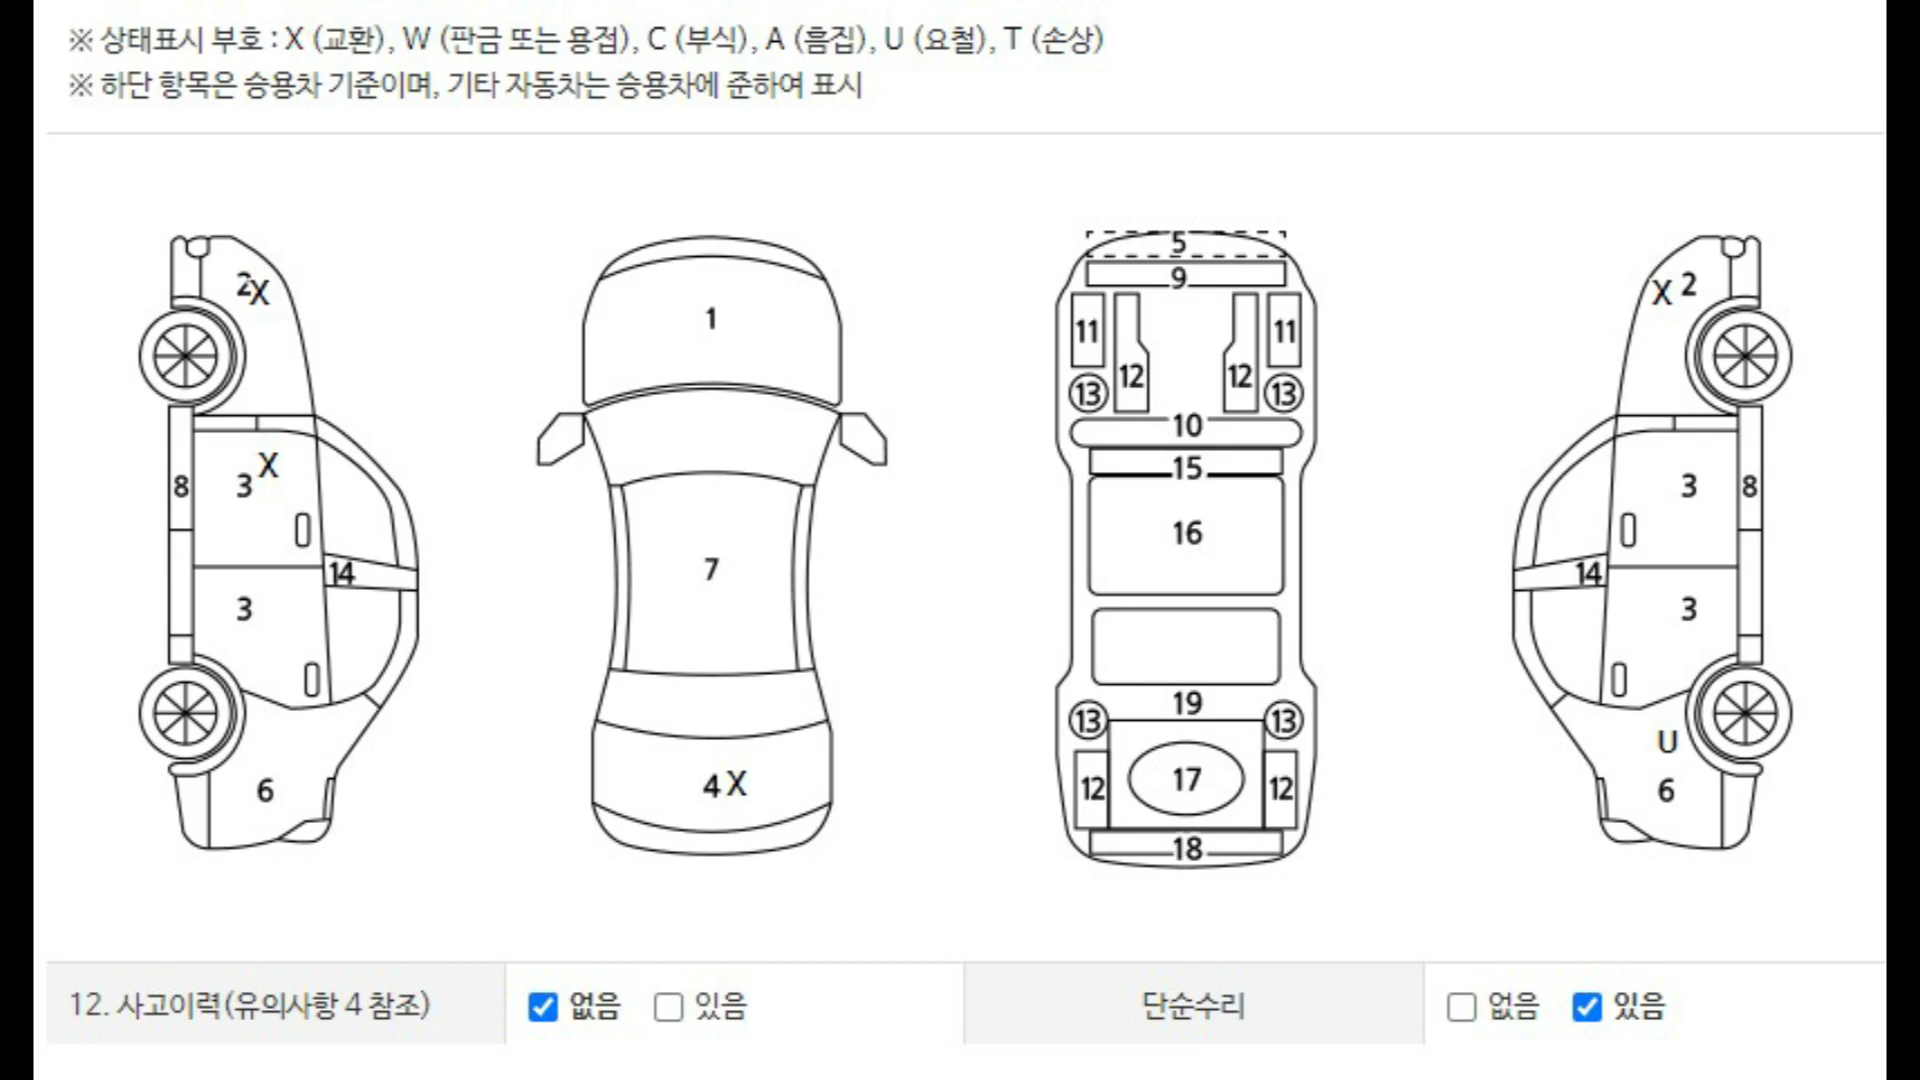 ※ 상태표시 부호 : X (교환), W (판금 또는 용접), C (부식), A (흠집), U (요철), T (손상)
※ 하단 항목은 승용차 기준이며, 기타 자동차는 승용차에 준하여 표시
2X
3 X
8
14
3
6
1
7
4 X
5
9
11 11
12 12
13 13
10
15
16
19
13 13
12 17 12
18
X 2
3 8
14
3
U
6
12. 사고이력(유의사항 4 참조) 없음 있음 단순수리 없음 있음